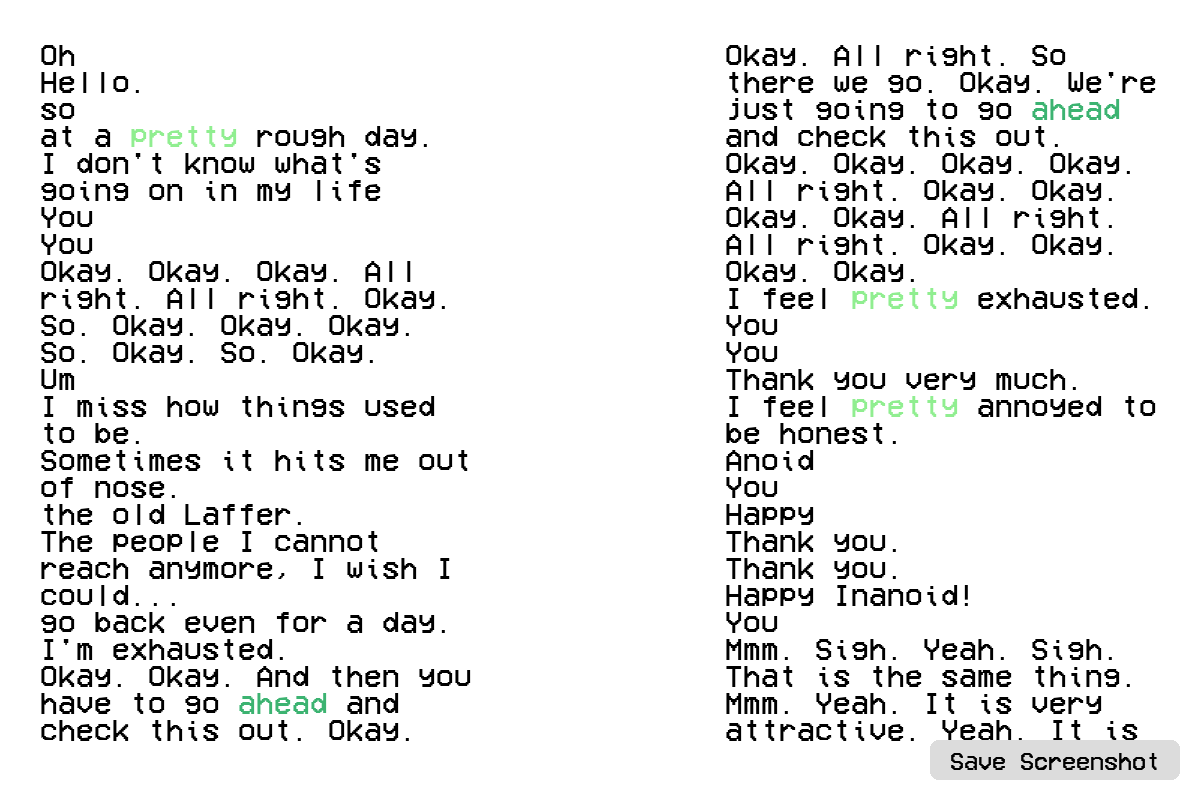 Oh
Hello.
so
at a pretty rough day.
I don't know what's
going on in my life
You
You
Okay. Okay. Okay. All
right. All right. Okay.
So. Okay. Okay. Okay.
So. Okay. So. Okay.
Um
I miss how things used
to be.
Sometimes it hits me out
of nose.
the old Laffer.
The people I cannot
reach anymore, I wish I
could...
go back even for a day.
I'm exhausted.
Okay. Okay. And then you
have to go ahead and
check this out. Okay.
Okay. All right. So
there we go. Okay. We're
just going to go ahead
and check this out.
Okay. Okay. Okay. Okay.
All right. Okay. Okay.
Okay. Okay. All right.
All right. Okay. Okay.
Okay. Okay.
I feel pretty exhausted.
You
You
Thank you very much.
I feel pretty annoyed to
be honest.
Anoid
You
Happy
Thank you.
Thank you.
Happy Inanoid!
You
Mmm. Sigh. Yeah. Sigh.
That is the same thing.
Mmm. Yeah. It is very
attractive. Yeah. It is
Save Screenshot